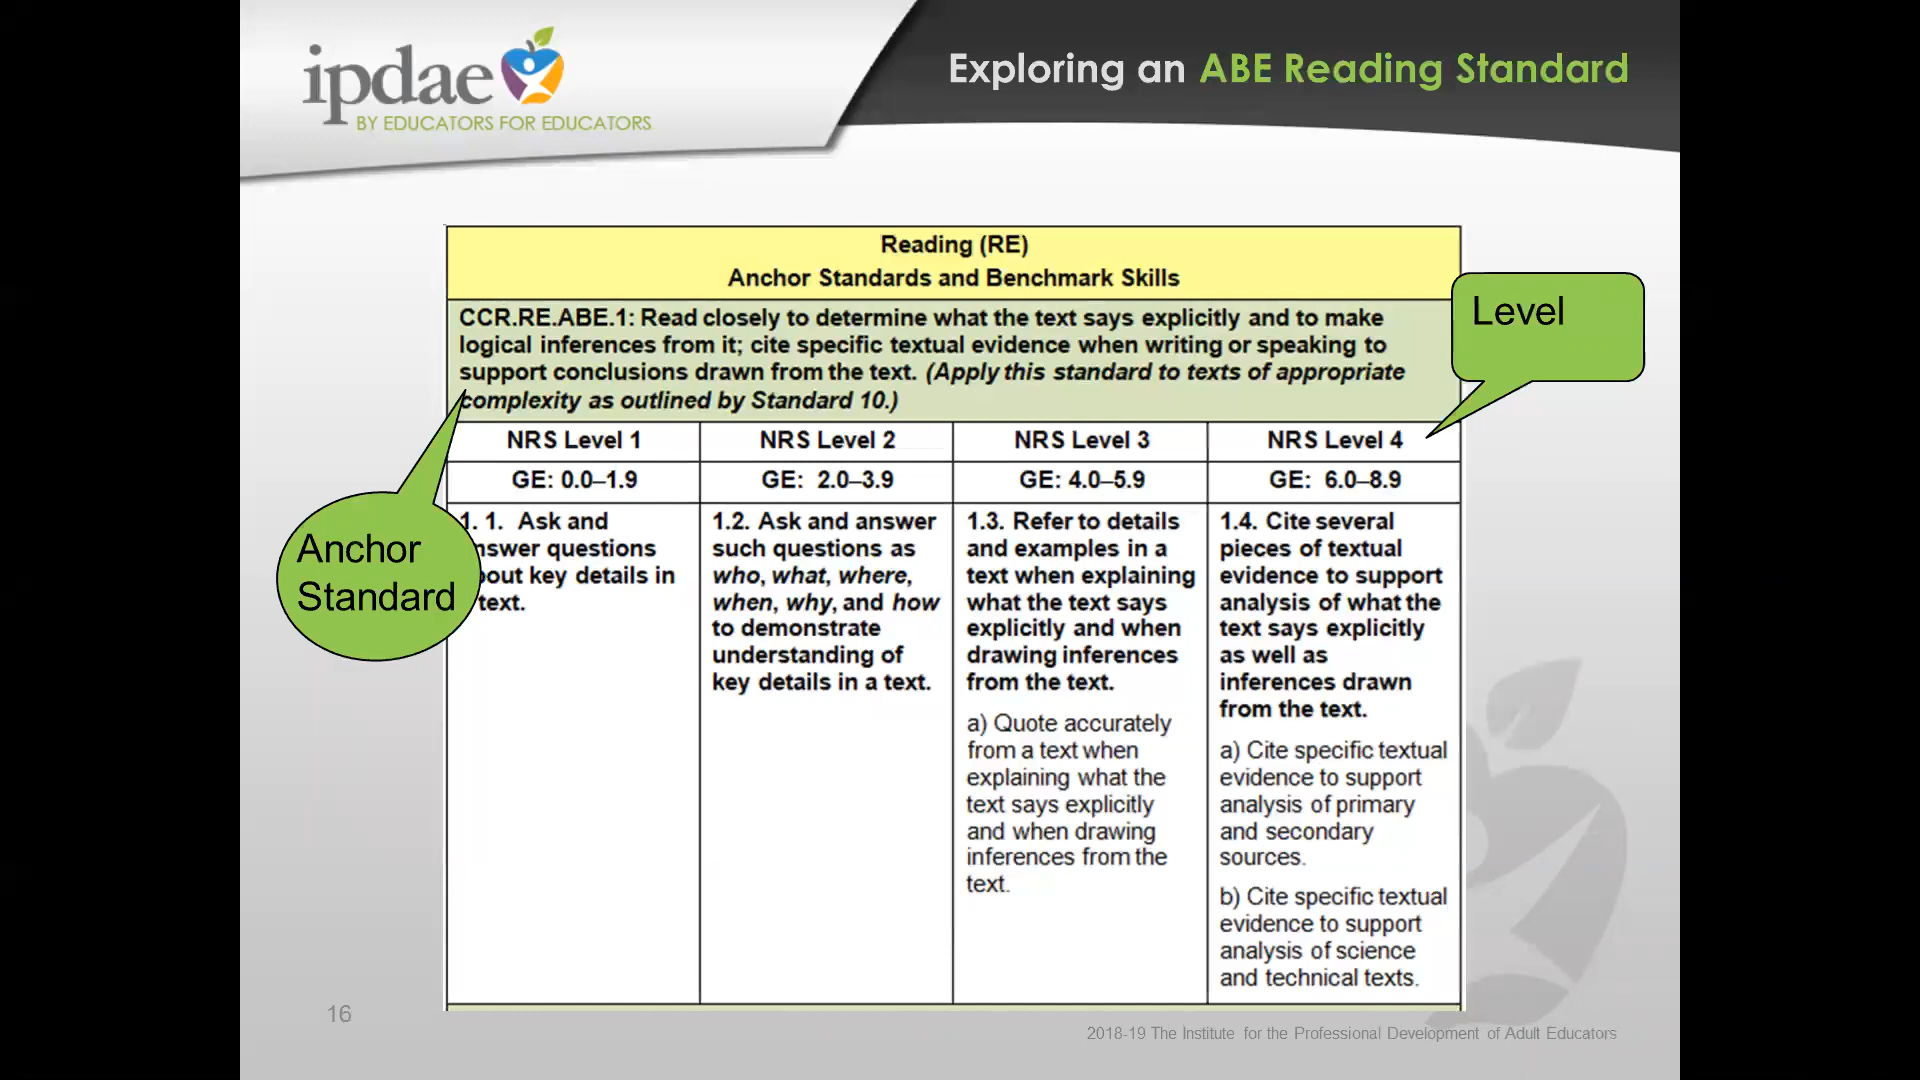 ipdae
BY EDUCATORS FOR EDUCATORS
Exploring an ABE Reading Standard
Reading (RE)
Anchor Standards and Benchmark Skills
CCR.RE.ABE.1: Read closely to determine what the text says explicitly and to make
logical inferences from it; cite specific textual evidence when writing or speaking to
support conclusions drawn from the text. (Apply this standard to texts of appropriate
complexity as outlined by Standard 10.)
Level
Anchor
Standard
NRS Level 1
GE: 0.0–1.9
1. 1. Ask and
nswer questions
bout key details in
text.
NRS Level 2
GE: 2.0–3.9
1.2. Ask and answer
such questions as
who, what, where,
when, why, and how
to demonstrate
understanding of
key details in a text.
NRS Level 3
GE: 4.0–5.9
1.3. Refer to details
and examples in a
text when explaining
what the text says
explicitly and when
drawing inferences
from the text.
a) Quote accurately
from a text when
explaining what the
text says explicitly
and when drawing
inferences from the
text.
NRS Level 4
GE: 6.0–8.9
1.4. Cite several
pieces of textual
evidence to support
analysis of what the
text says explicitly
as well as
inferences drawn
from the text.
a) Cite specific textual
evidence to support
analysis of primary
and secondary
sources.
b) Cite specific textual
evidence to support
analysis of science
and technical texts.
16
2018-19 The Institute for the Professional Development of Adult Educators